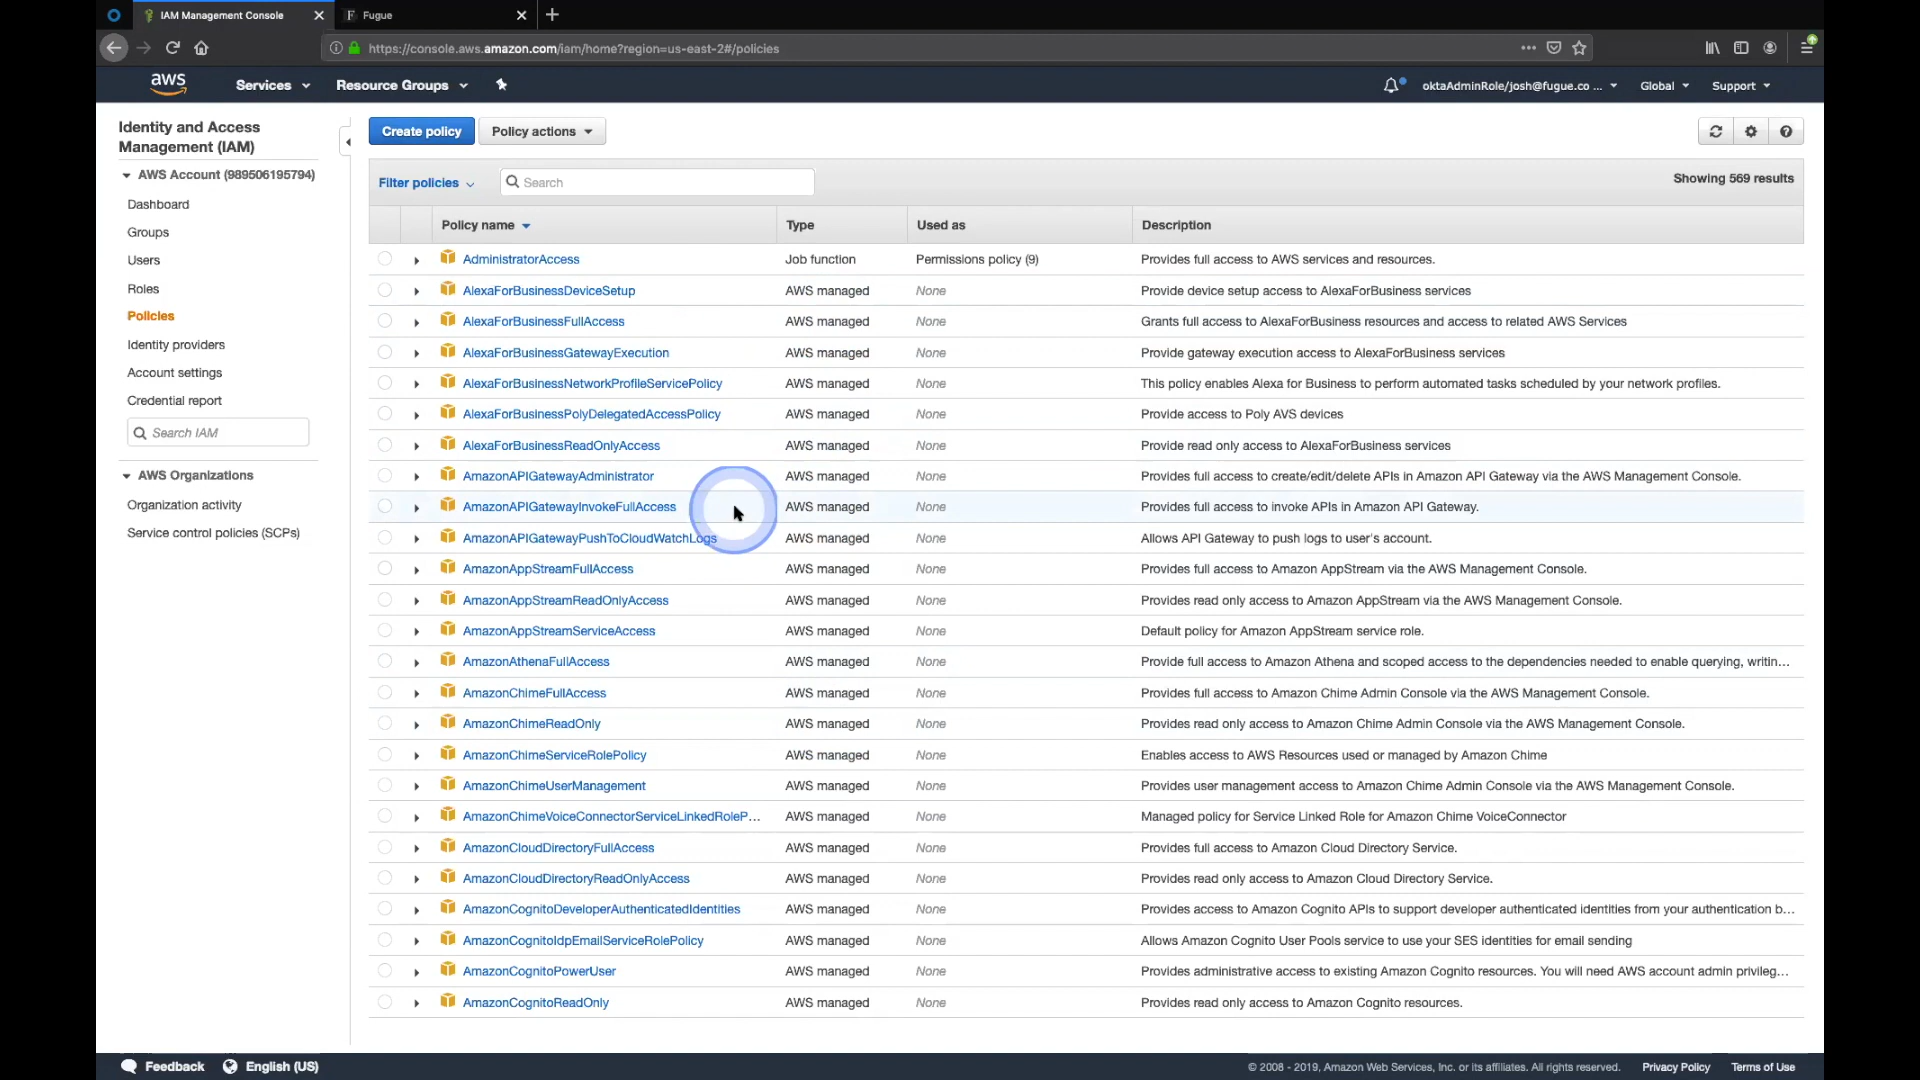 IAM Management Console
Fugue
https://console.aws.amazon.com/iam/home?region=us-east-2#/policies
aws
Services
Resource Groups
oktaAdminRole/josh@fugue.co ...
Global
Support
Identity and Access Management (IAM)
AWS Account (989506195794)
Dashboard
Groups
Users
Roles
Policies
Identity providers
Account settings
Credential report
Search IAM
AWS Organizations
Organization activity
Service control policies (SCPs)
Create policy
Policy actions
Filter policies
Search
Showing 569 results
Policy name Type Used as Description
AdministratorAccess Job function Permissions policy (9) Provides full access to AWS services and resources.
AlexaForBusinessDeviceSetup AWS managed None Provide device setup access to AlexaForBusiness services
AlexaForBusinessFullAccess AWS managed None Grants full access to AlexaForBusiness resources and access to related AWS Services
AlexaForBusinessGatewayExecution AWS managed None Provide gateway execution access to AlexaForBusiness services
AlexaForBusinessNetworkProfileServicePolicy AWS managed None This policy enables Alexa for Business to perform automated tasks scheduled by your network profiles.
AlexaForBusinessPolyDelegatedAccessPolicy AWS managed None Provide access to Poly AVS devices
AlexaForBusinessReadOnlyAccess AWS managed None Provide read only access to AlexaForBusiness services
AmazonAPIGatewayAdministrator AWS managed None Provides full access to create/edit/delete APIs in Amazon API Gateway via the AWS Management Console.
AmazonAPIGatewayInvokeFullAccess AWS managed None Provides full access to invoke APIs in Amazon API Gateway.
AmazonAPIGatewayPushToCloudWatchLogs AWS managed None Allows API Gateway to push logs to user's account.
AmazonAppStreamFullAccess AWS managed None Provides full access to Amazon AppStream via the AWS Management Console.
AmazonAppStreamReadOnlyAccess AWS managed None Provides read only access to Amazon AppStream via the AWS Management Console.
AmazonAppStreamServiceAccess AWS managed None Default policy for Amazon AppStream service role.
AmazonAthenaFullAccess AWS managed None Provide full access to Amazon Athena and scoped access to the dependencies needed to enable querying, writin...
AmazonChimeFullAccess AWS managed None Provides full access to Amazon Chime Admin Console via the AWS Management Console.
AmazonChimeReadOnly AWS managed None Provides read only access to Amazon Chime Admin Console via the AWS Management Console.
AmazonChimeServiceRolePolicy AWS managed None Enables access to AWS Resources used or managed by Amazon Chime
AmazonChimeUserManagement AWS managed None Provides user management access to Amazon Chime Admin Console via the AWS Management Console.
AmazonChimeVoiceConnectorServiceLinkedRoleP... AWS managed None Managed policy for Service Linked Role for Amazon Chime VoiceConnector
AmazonCloudDirectoryFullAccess AWS managed None Provides full access to Amazon Cloud Directory Service.
AmazonCloudDirectoryReadOnlyAccess AWS managed None Provides read only access to Amazon Cloud Directory Service.
AmazonCognitoDeveloperAuthenticatedIdentities AWS managed None Provides access to Amazon Cognito APIs to support developer authenticated identities from your authentication b...
AmazonCognitoIdpEmailServiceRolePolicy AWS managed None Allows Amazon Cognito User Pools service to use your SES identities for email sending
AmazonCognitoPowerUser AWS managed None Provides administrative access to existing Amazon Cognito resources. You will need AWS account admin privileg...
AmazonCognitoReadOnly AWS managed None Provides read only access to Amazon Cognito resources.
Feedback
English (US)
© 2008 - 2019, Amazon Web Services, Inc. or its affiliates. All rights reserved.
Privacy Policy
Terms of Use